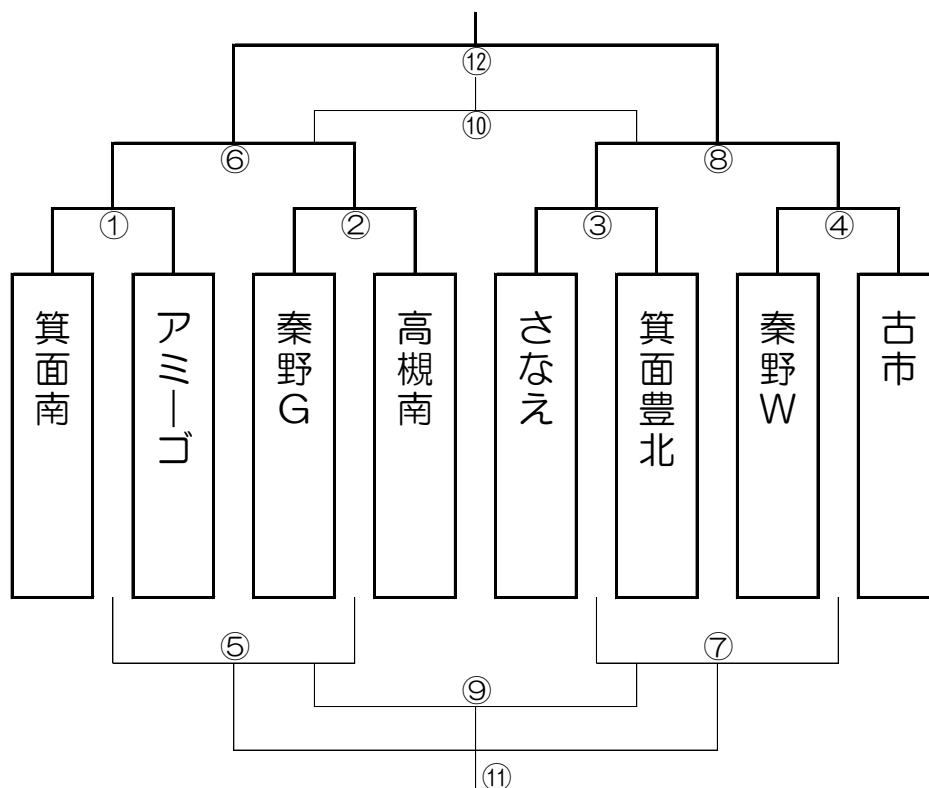 ⑫
⑩
⑥
⑧
①
②
③
④
箕面南
アミーゴ
秦野G
高槻南
さなえ
箕面豊北
秦野W
古市
⑤
⑦
⑨
⑪